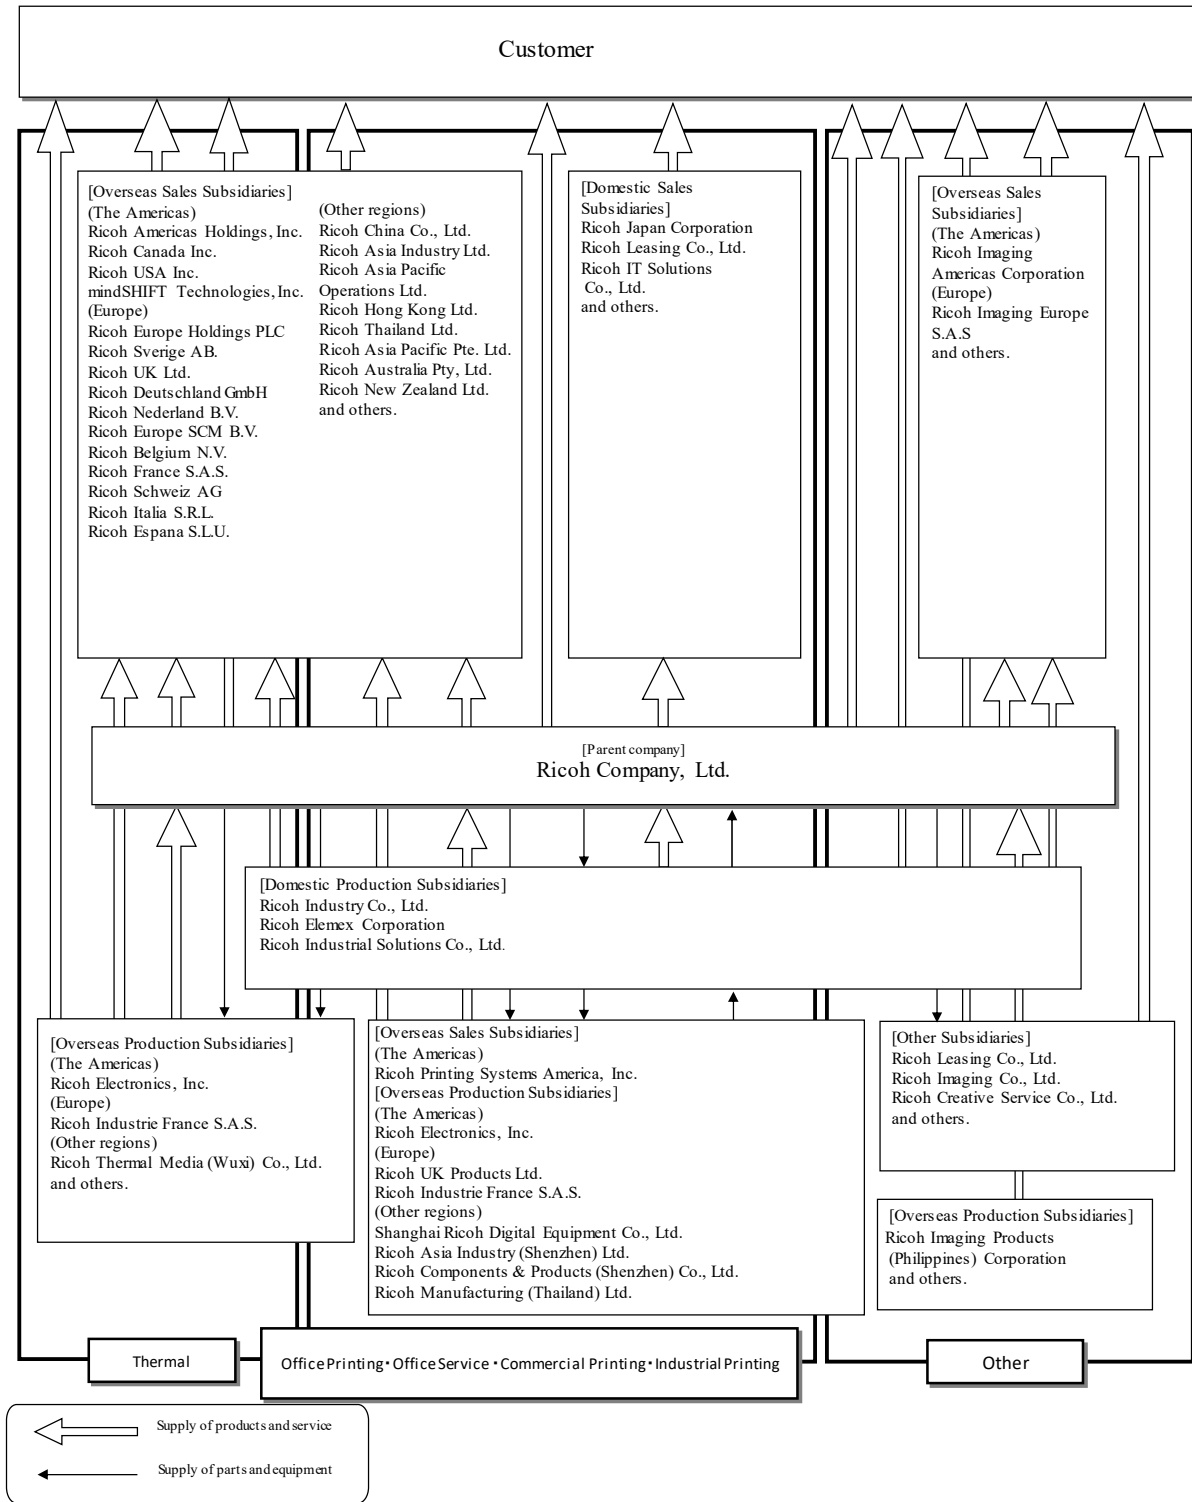 Customer
[Overseas Sales Subsidiaries]
(The Americas)
Ricoh Americas Holdings, Inc.
Ricoh Canada Inc.
Ricoh USA Inc.
mindSHIFT Technologies, Inc.
(Europe)
Ricoh Europe Holdings PLC
Ricoh Sverige AB.
Ricoh UK Ltd.
Ricoh Deutschland GmbH
Ricoh Nederland B.V.
Ricoh Europe SCM B.V.
Ricoh Belgium N.V.
Ricoh France S.A.S.
Ricoh Schweiz AG
Ricoh Italia S.R.L.
Ricoh Espana S.L.U.
(Other regions)
Ricoh China Co., Ltd.
Ricoh Asia Industry Ltd.
Ricoh Asia Pacific
Operations Ltd.
Ricoh Hong Kong Ltd.
Ricoh Thailand Ltd.
Ricoh Asia Pacific Pte. Ltd.
Ricoh Australia Pty, Ltd.
Ricoh New Zealand Ltd.
and others.
[Domestic Sales
Subsidiaries]
Ricoh Japan Corporation
Ricoh Leasing Co., Ltd.
Ricoh IT Solutions
Co., Ltd.
and others.
[Overseas Sales
Subsidiaries]
(The Americas)
Ricoh Imaging
Americas Corporation
(Europe)
Ricoh Imaging Europe
S.A.S
and others.
[Parent company]
Ricoh Company, Ltd.
[Domestic Production Subsidiaries]
Ricoh Industry Co., Ltd.
Ricoh Elemex Corporation
Ricoh Industrial Solutions Co., Ltd.
[Overseas Production Subsidiaries]
(The Americas)
Ricoh Electronics, Inc.
(Europe)
Ricoh Industrie France S.A.S.
(Other regions)
Ricoh Thermal Media (Wuxi) Co., Ltd.
and others.
[Overseas Sales Subsidiaries]
(The Americas)
Ricoh Printing Systems America, Inc.
[Overseas Production Subsidiaries]
(The Americas)
Ricoh Electronics, Inc.
(Europe)
Ricoh UK Products Ltd.
Ricoh Industrie France S.A.S.
(Other regions)
Shanghai Ricoh Digital Equipment Co., Ltd.
Ricoh Asia Industry (Shenzhen) Ltd.
Ricoh Components & Products (Shenzhen) Co., Ltd.
Ricoh Manufacturing (Thailand) Ltd.
[Other Subsidiaries]
Ricoh Leasing Co., Ltd.
Ricoh Imaging Co., Ltd.
Ricoh Creative Service Co., Ltd.
and others.
[Overseas Production Subsidiaries]
Ricoh Imaging Products
(Philippines) Corporation
and others.
Thermal
Office Printing・Office Service・Commercial Printing・Industrial Printing
Other
Supply of products and service
Supply of parts and equipment